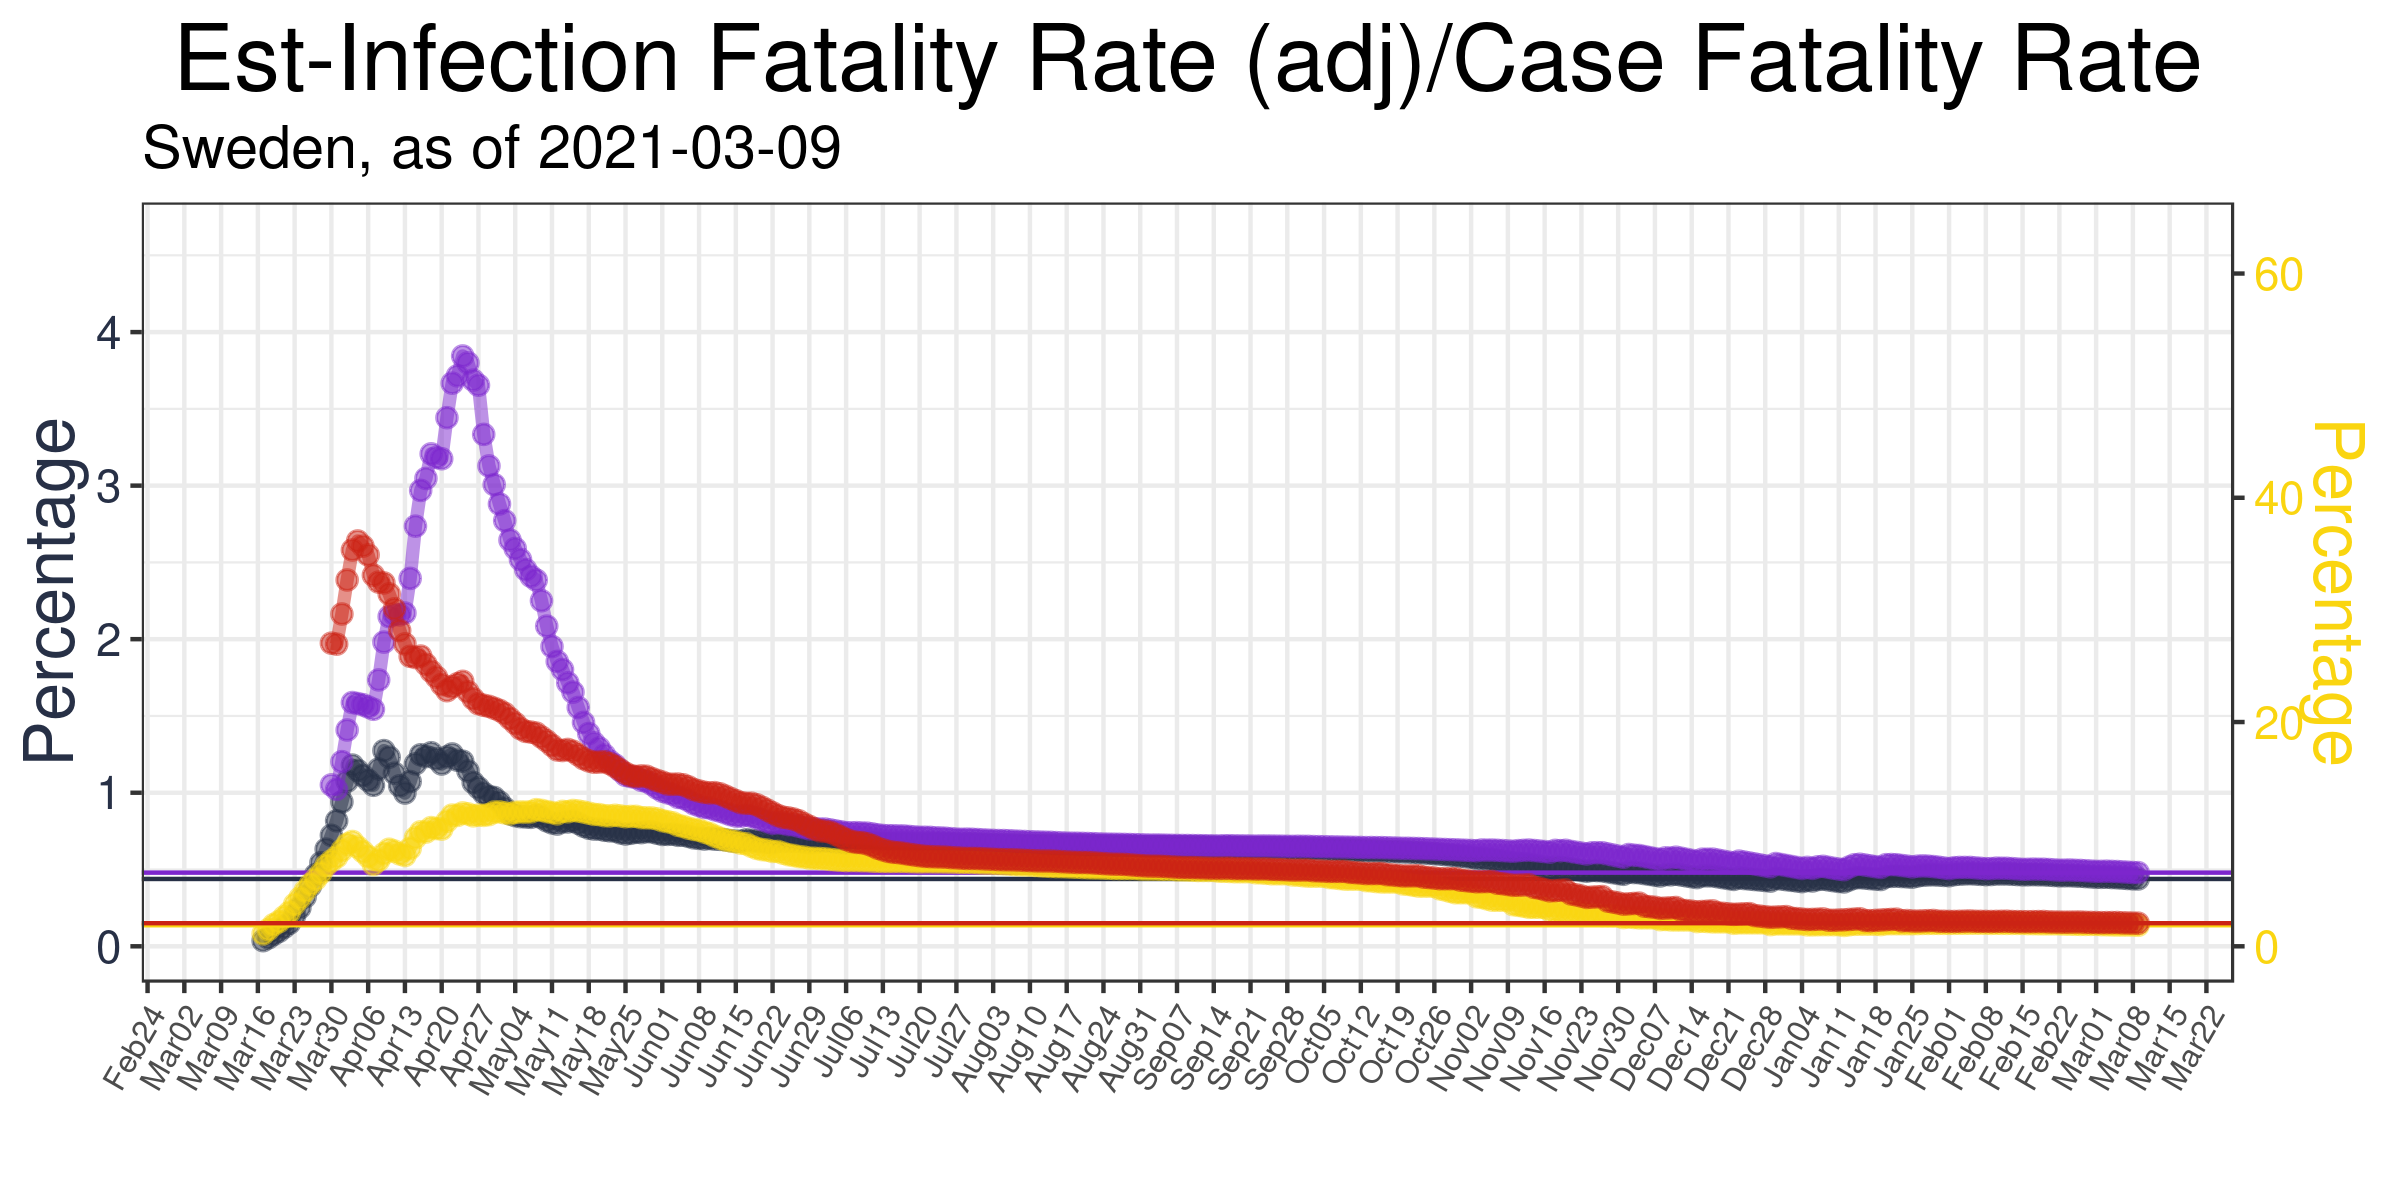 Est-Infection Fatality Rate (adj)/Case Fatality Rate
Sweden, as of 2021-03-09
Percentage
4
3
2
1
0
60
40
20
0
Percentage
Feb24
Mar02
Mar09
Mar16
Mar23
Mar30
Apr06
Apr13
Apr20
Apr27
May04
May11
May18
May25
Jun01
Jun08
Jun15
Jun22
Jun29
Jul06
Jul13
Jul20
Jul27
Aug03
Aug10
Aug17
Aug24
Aug31
Sep07
Sep14
Sep21
Sep28
Oct05
Oct12
Oct19
Oct26
Nov02
Nov09
Nov16
Nov23
Nov30
Dec07
Dec14
Dec21
Dec28
Jan04
Jan11
Jan18
Jan25
Feb01
Feb08
Feb15
Feb22
Mar01
Mar08
Mar15
Mar22